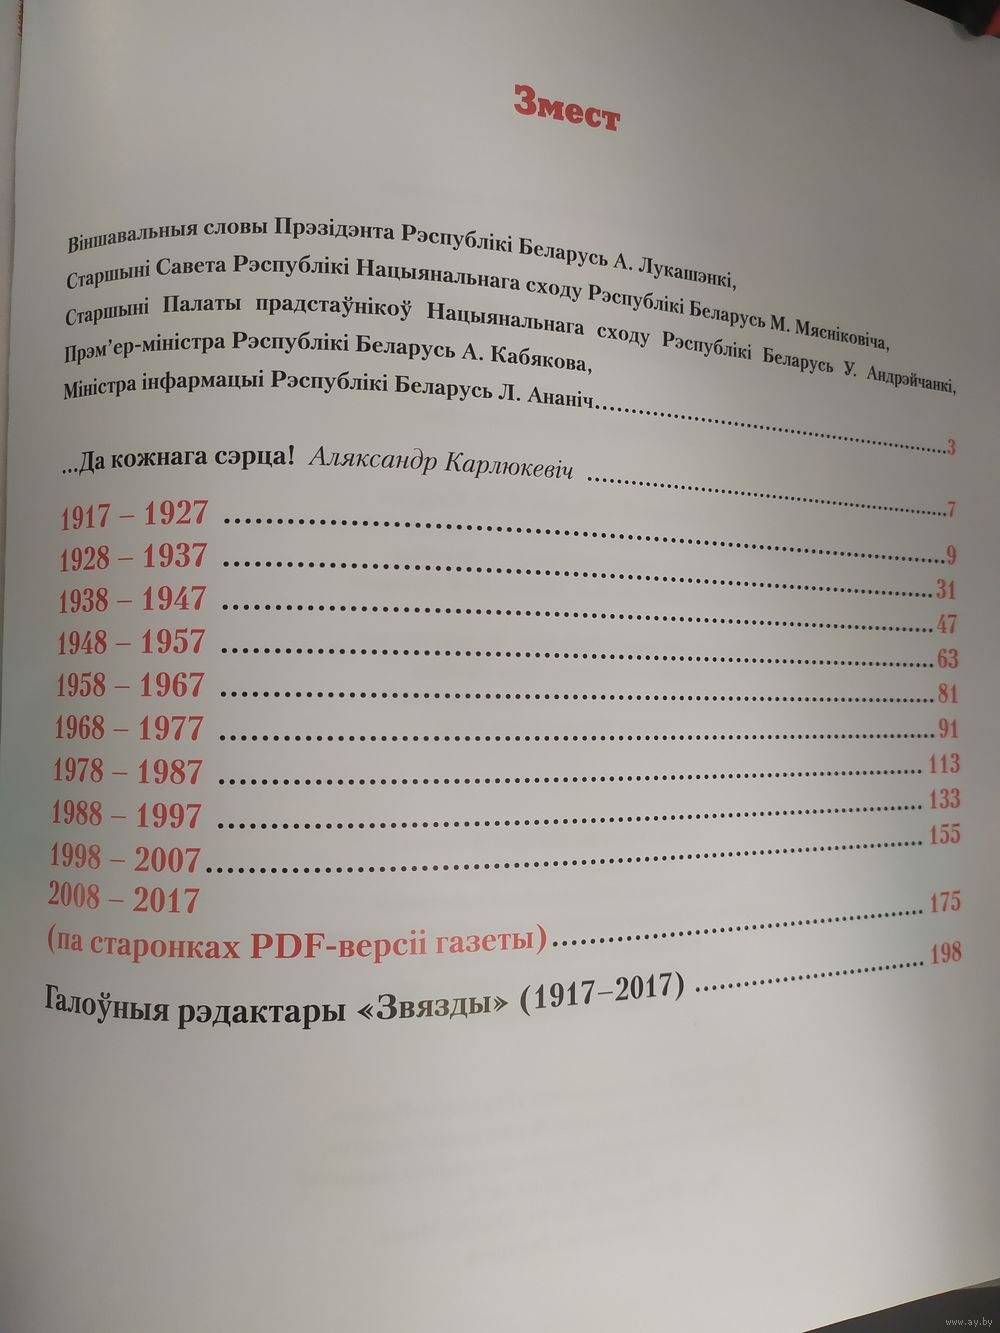 Змест
Віншавальныя словы Прэзідэнта Рэспублікі Беларусь А. Лукашэнкі,
Старшыні Савета Рэспублікі Нацыянальнага сходу Рэспублікі Беларусь М. Мясніковіча,
Старшыні Палаты прадстаўнікоў Нацыянальнага сходу Рэспублікі Беларусь У. Андрэйчанкі,
Прэм’ер-міністра Рэспублікі Беларусь А. Кабякова,
Міністра інфармацыі Рэспублікі Беларусь Л. Ананіч........3
...Да кожнага сэрца! Аляксандр Карлюкевіч ........7
1917 – 1927 ........9
1928 – 1937 ........31
1938 – 1947 ........47
1948 – 1957 ........63
1958 – 1967 ........81
1968 – 1977 ........91
1978 – 1987 ........113
1988 – 1997 ........133
1998 – 2007........155
2008 – 2017
(па старонках PDF-версіі газеты)........175
Галоўныя рэдактары «Звязды» (1917–2017) ........198
www.ay.by